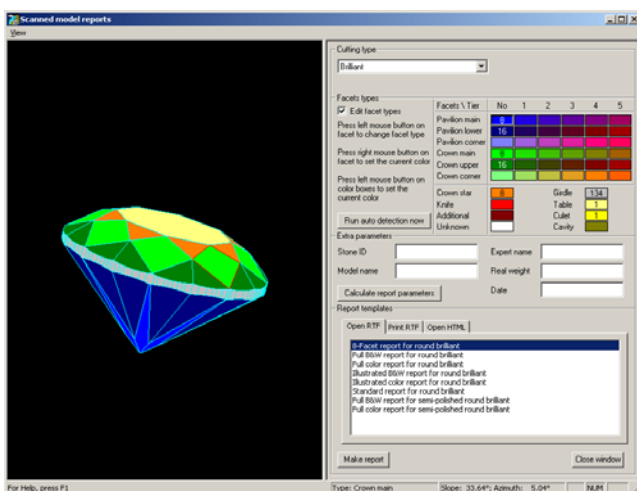 Scanned model reports
View
Cutting type
Brilliant
Facets types
Edit facet types
Press left mouse button on
facet to change facet type
Press right mouse button on
facet to set the current color
Press left mouse button on
color boxes to set the
current color
Run auto detection now
Facets \ Tier No 1 2 3 4 5
Pavilion main 8
Pavilion lower 16
Pavilion corner
Crown main 8
Crown upper 16
Crown corner
Crown star 8 Girdle 134
Knife Table 1
Additional Culet 1
Unknown Cavity
Extra parameters
Stone ID Expert name
Model name Real weight
Calculate report parameters Date
Report templates
Open RTF Print RTF Open HTML
8-Facet report for round brilliant
Full B&W report for round brilliant
Full color report for round brilliant
Illustrated B&W report for round brilliant
Illustrated color report for round brilliant
Standard report for round brilliant
Full B&W report for semi-polished round brilliant
Full color report for semi-polished round brilliant
Make report Close window
For Help, press F1 Type: Crown main Slope: 33.64°; Azimuth: 5.04° NUM